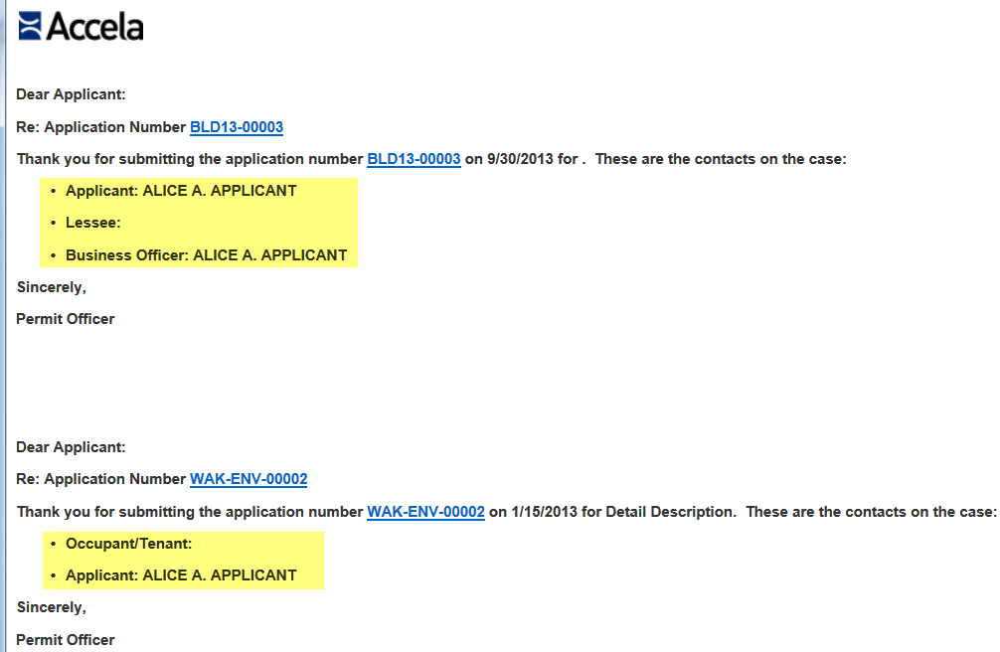 Accela
Dear Applicant:
Re: Application Number BLD13-00003
Thank you for submitting the application number BLD13-00003 on 9/30/2013 for .  These are the contacts on the case:
• Applicant: ALICE A. APPLICANT
• Lessee:
• Business Officer: ALICE A. APPLICANT
Sincerely,
Permit Officer
Dear Applicant:
Re: Application Number WAK-ENV-00002
Thank you for submitting the application number WAK-ENV-00002 on 1/15/2013 for Detail Description.  These are the contacts on the case:
• Occupant/Tenant:
• Applicant: ALICE A. APPLICANT
Sincerely,
Permit Officer